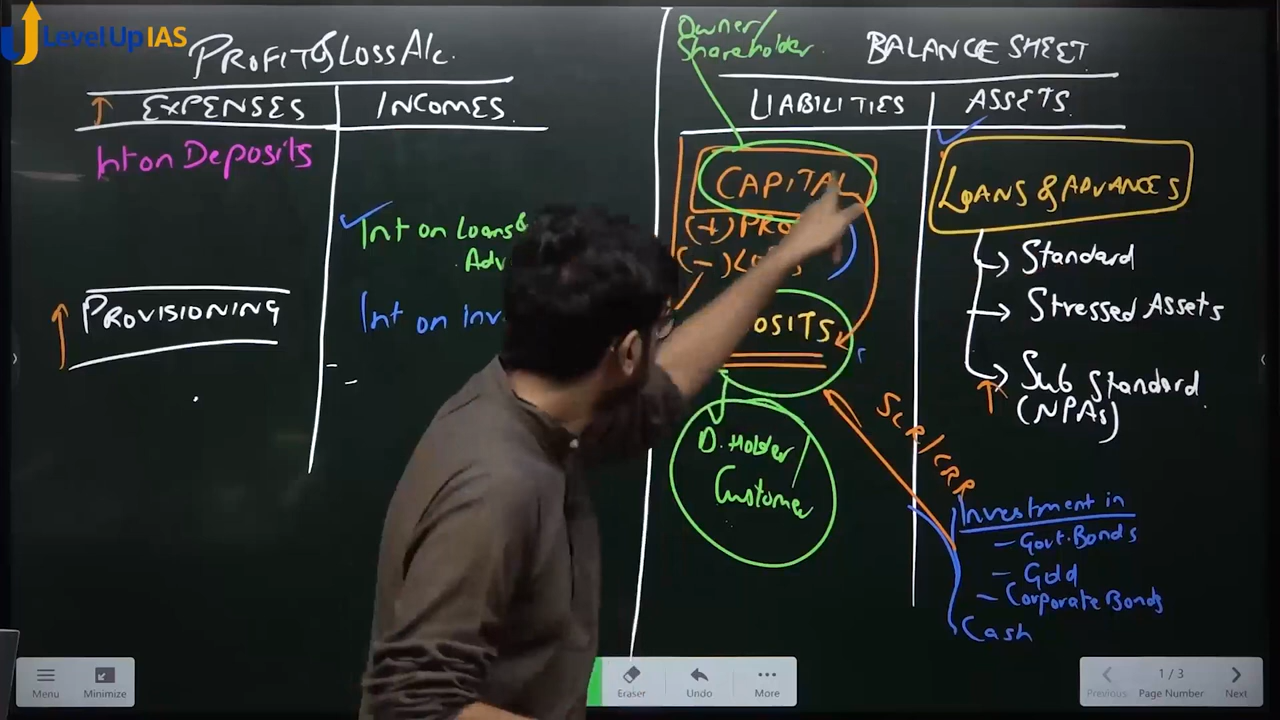 LevelUp IAS
PROFIT & LOSS A/c.
EXPENSES
INCOMES
Int on Deposits
Int on Loans &
Adv
Int on Inv
PROVISIONING
Owner/
Shareholder
BALANCE SHEET
LIABILITIES
ASSETS
CAPITAL
(+) PRO
(-)
OSITS
D. Holder/
Customer
SLR/CRR
LOANS & ADVANCES
Standard
Stressed Assets
Sub Standard
(NPAs)
Investment in
- Govt. Bonds
- Gold
- Corporate Bonds
Cash
Menu
Minimize
Eraser
Undo
More
Previous
1 / 3
Page Number
Next